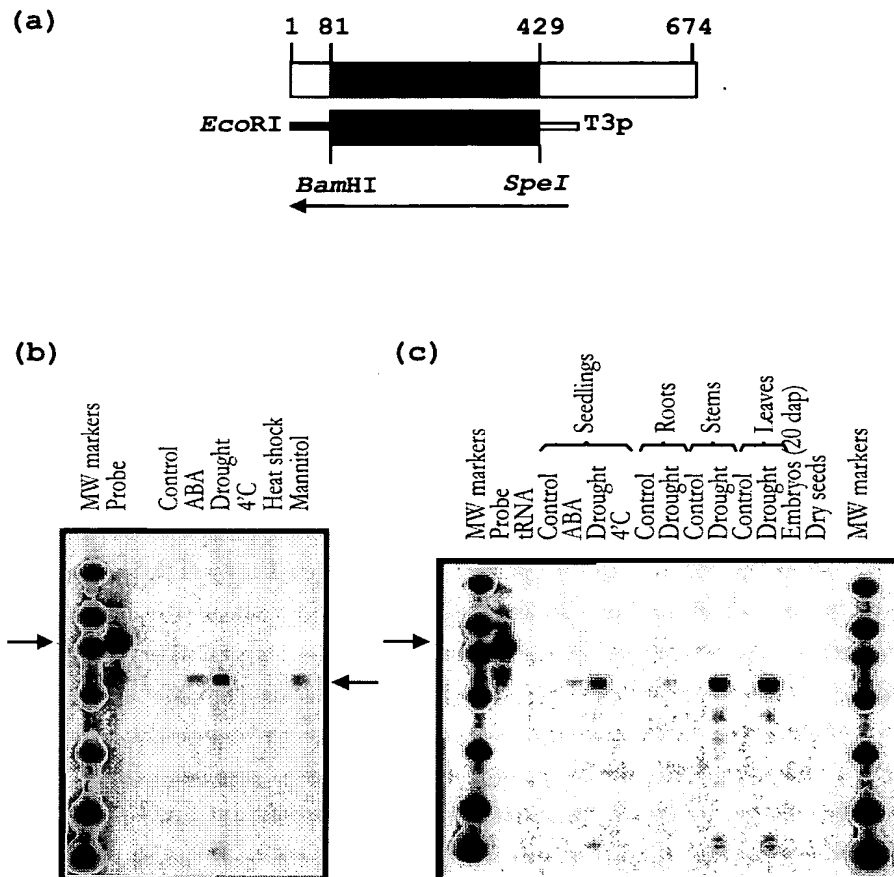 (a)
1 81 429 674
EcoRI T3p
BamHI SpeI
(b)
MW markers
Probe
Control
ABA
Drought
4°C
Heat shock
Mannitol
(c)
Seedlings
Roots
Stems
Leaves
MW markers
Probe
tRNA
Control
ABA
Drought
4°C
Control
Drought
Control
Drought
Control
Drought
Embryos (20 dap)
Dry seeds
MW markers